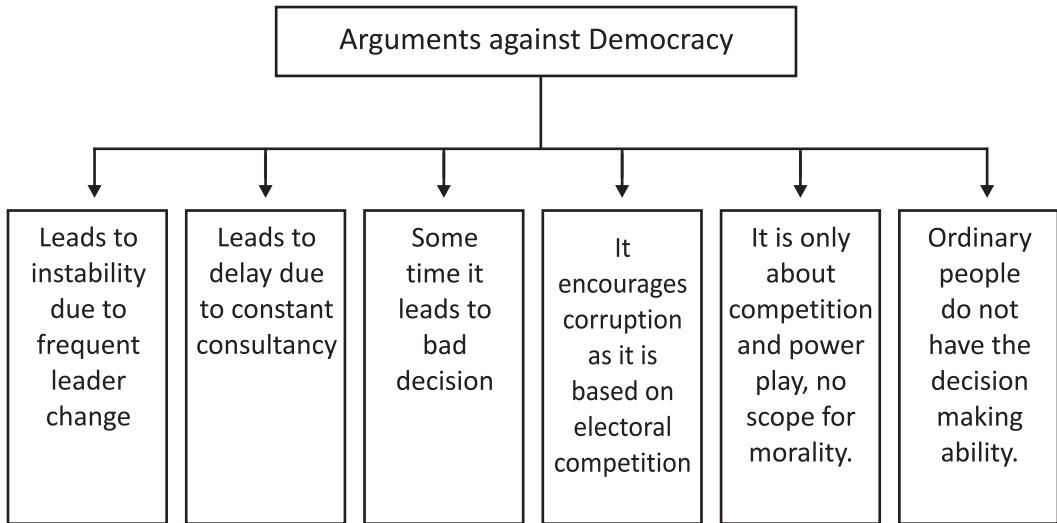 Arguments against Democracy
Leads to
instability
due to
frequent
leader
change
Leads to
delay due
to constant
consultancy
Some
time it
leads to
bad
decision
It
encourages
corruption
as it is
based on
electoral
competition
It is only
about
competition
and power
play, no
scope for
morality.
Ordinary
people
do not
have the
decision
making
ability.